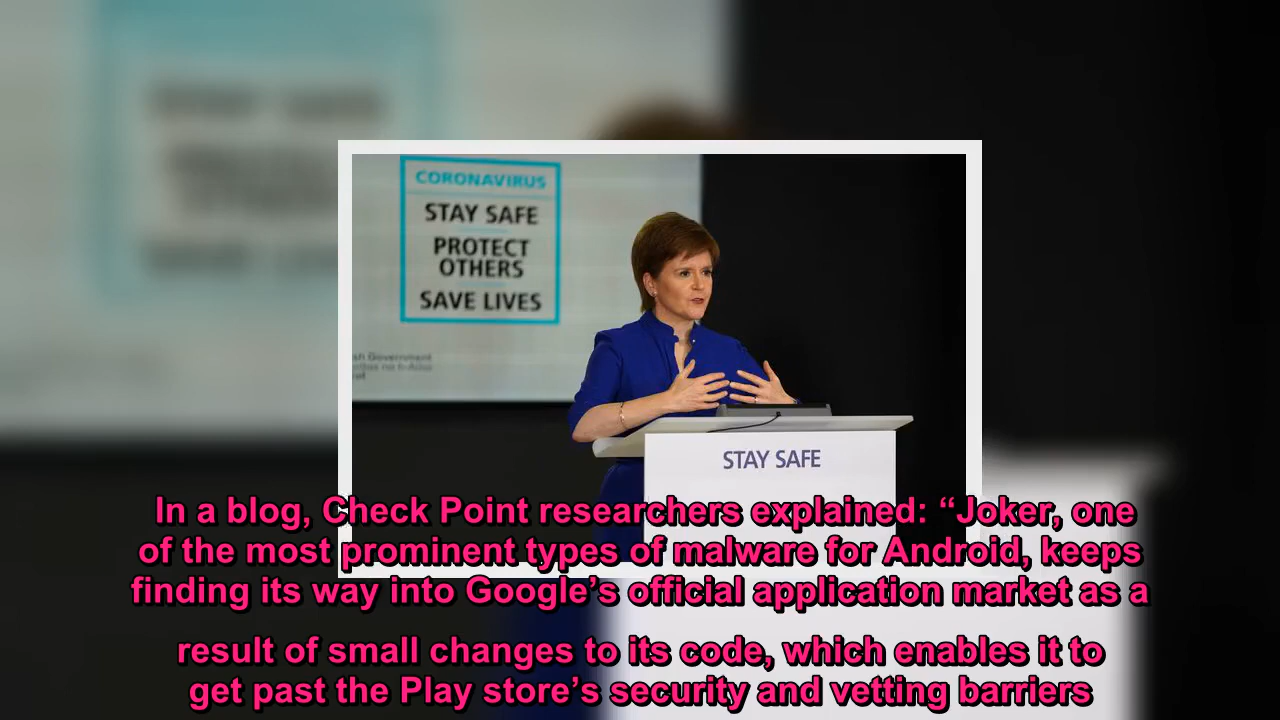 CORONAVIRUS
STAY SAFE
PROTECT
OTHERS
SAVE LIVES
ish Government
STAY SAFE
In a blog, Check Point researchers explained: “Joker, one
of the most prominent types of malware for Android, keeps
finding its way into Google’s official application market as a
result of small changes to its code, which enables it to
get past the Play store’s security and vetting barriers